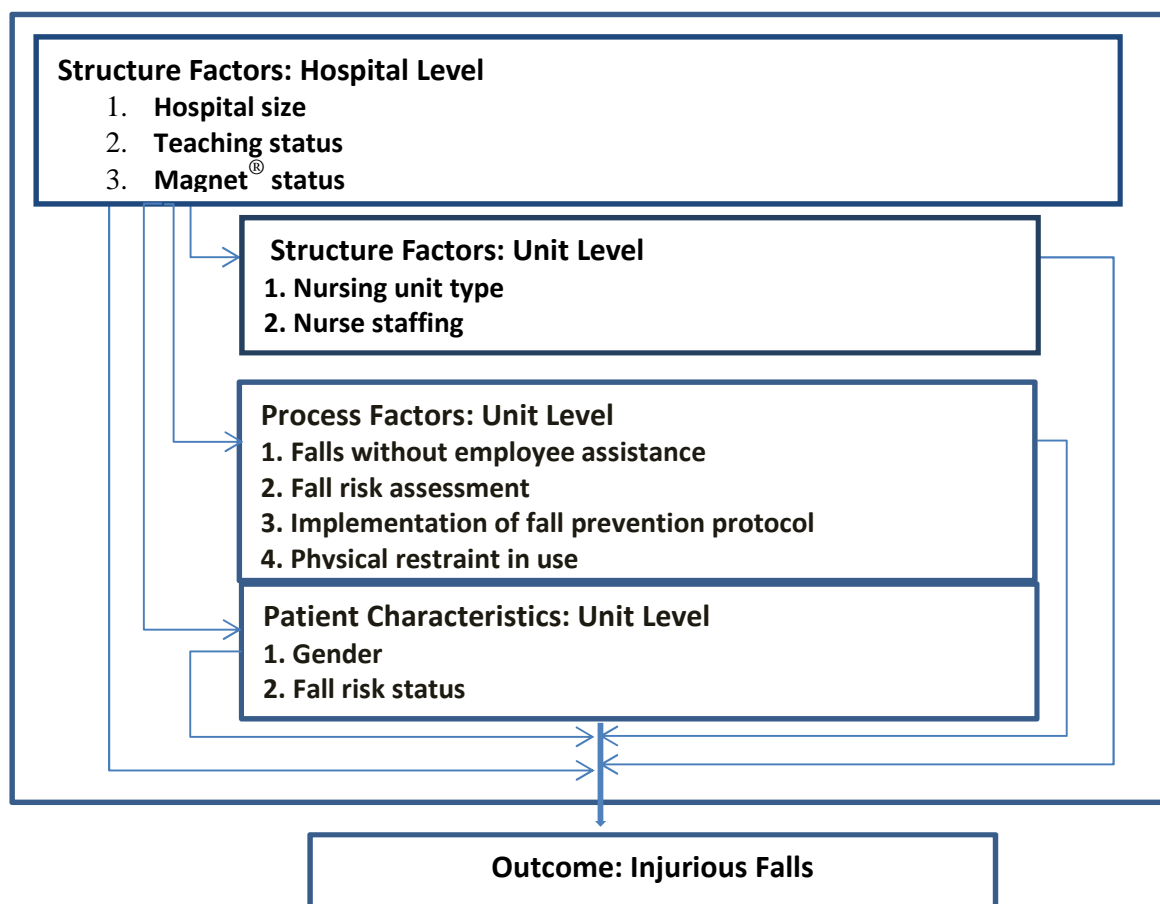 Structure Factors: Hospital Level
1. Hospital size
2. Teaching status
3. Magnet® status
Structure Factors: Unit Level
1. Nursing unit type
2. Nurse staffing
Process Factors: Unit Level
1. Falls without employee assistance
2. Fall risk assessment
3. Implementation of fall prevention protocol
4. Physical restraint in use
Patient Characteristics: Unit Level
1. Gender
2. Fall risk status
Outcome: Injurious Falls